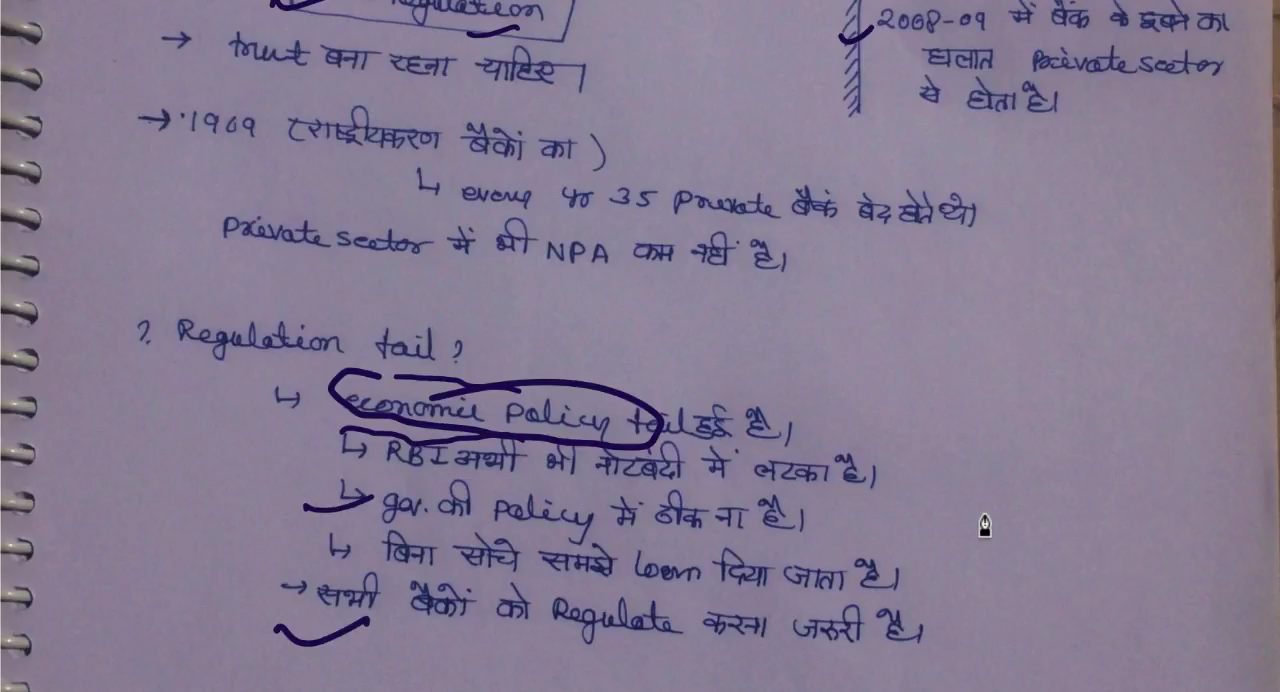 Regulation
→ trust बना रहना चाहिए।
→ 1969 (राष्ट्रीयकरण बैंकों का)
↳ every yr 35 Private बैंक बंद होते थे।
Private sector में भी NPA कम नहीं है।
? Regulation fail?
↳ economic policy fail हुई है।
↳ RBI अभी भी नोटबंदी में लटका है।
↳ gov. की policy में ठीक ना है।
↳ बिना सोचे समझे loan दिया जाता है।
→ सभी बैंकों को Regulate करना जरुरी है।
2008-09 में बैंक के डूबने का
हालात Private sector
से होता है।